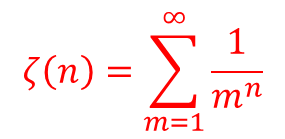 ζ(n) = ∑_{m=1}^{∞} 1/m^n